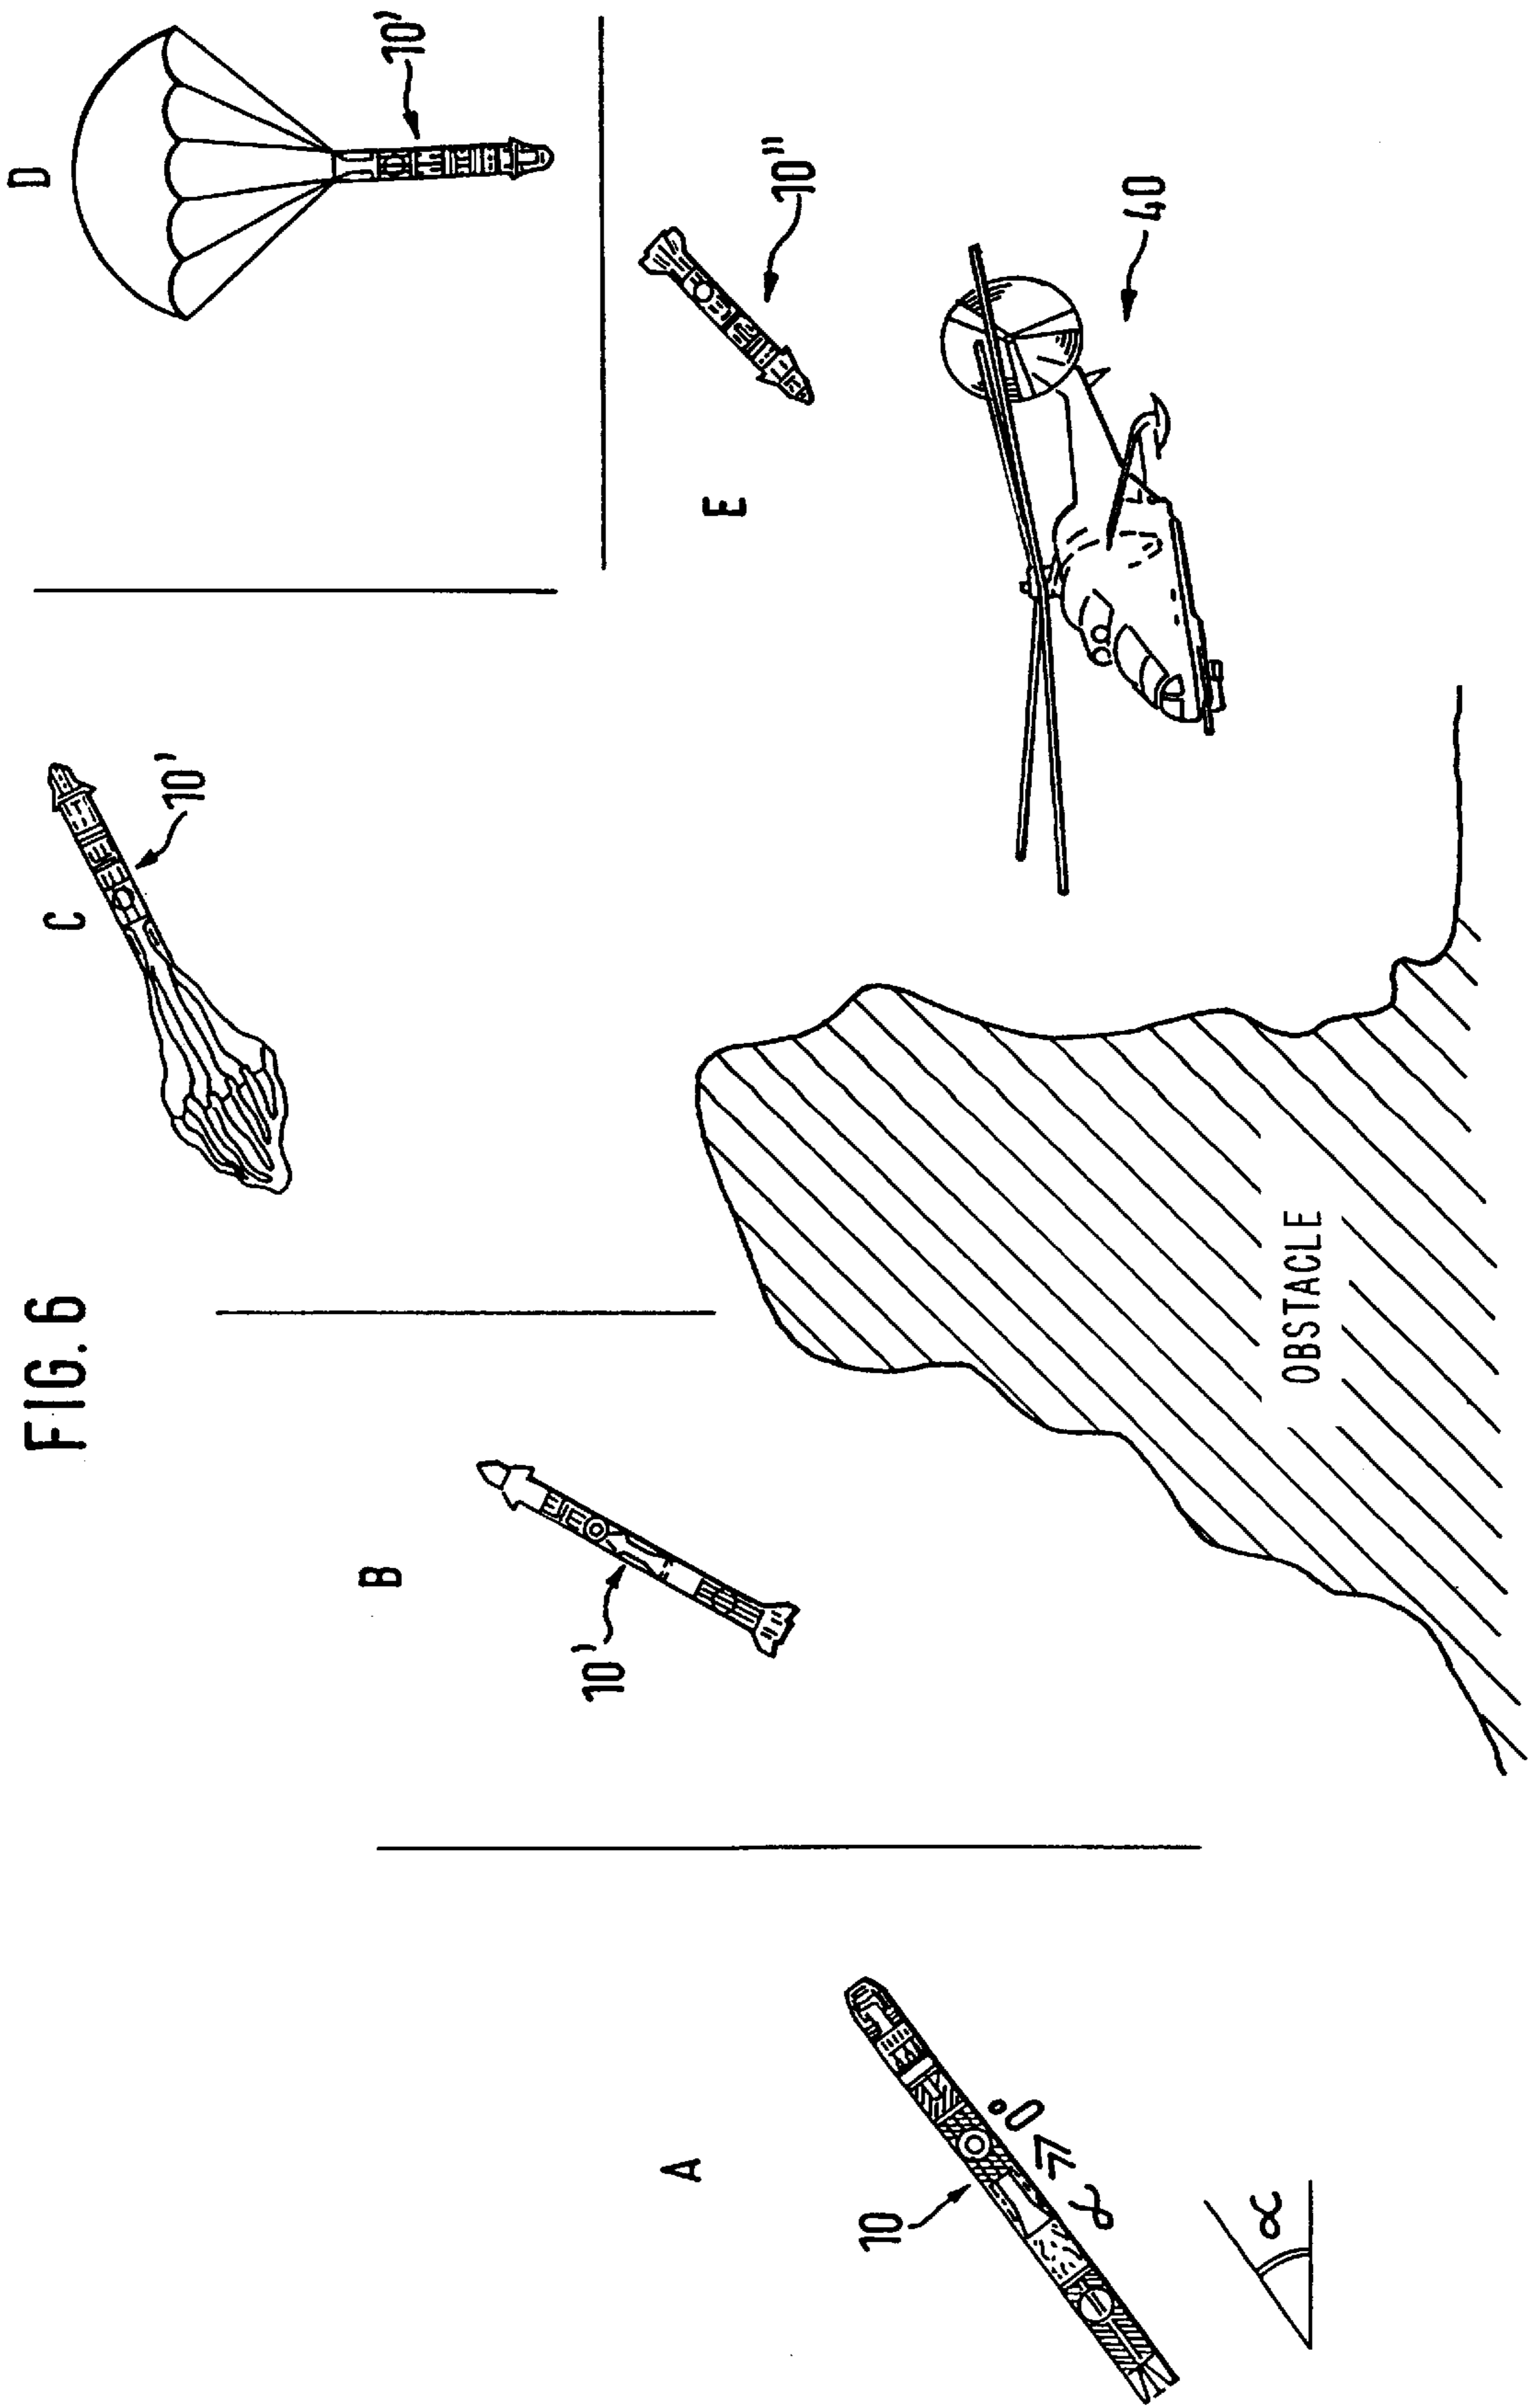 FIG. 6
A
10
α ≥ 0°
α
B
10'
C
10'
D
10'
E
10"
40
OBSTACLE